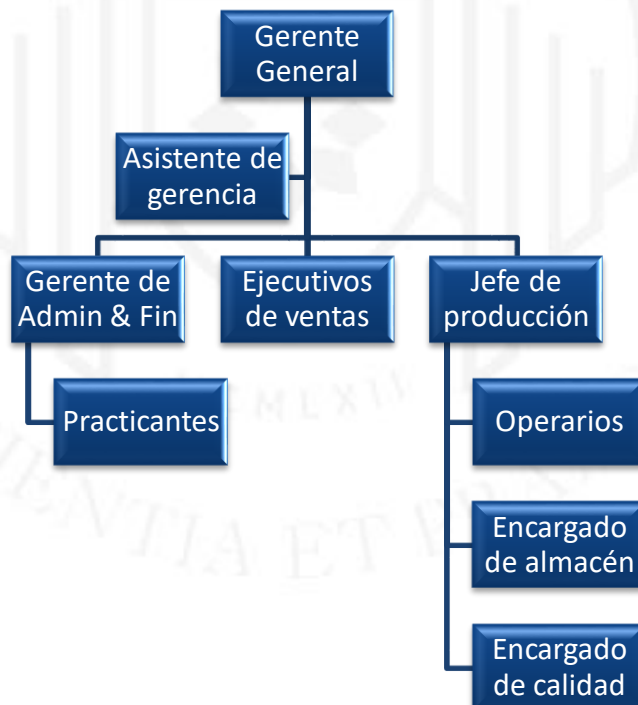 Gerente
General
Asistente de
gerencia
Gerente de
Admin & Fin
Ejecutivos
de ventas
Jefe de
producción
Practicantes
Operarios
Encargado
de almacén
Encargado
de calidad